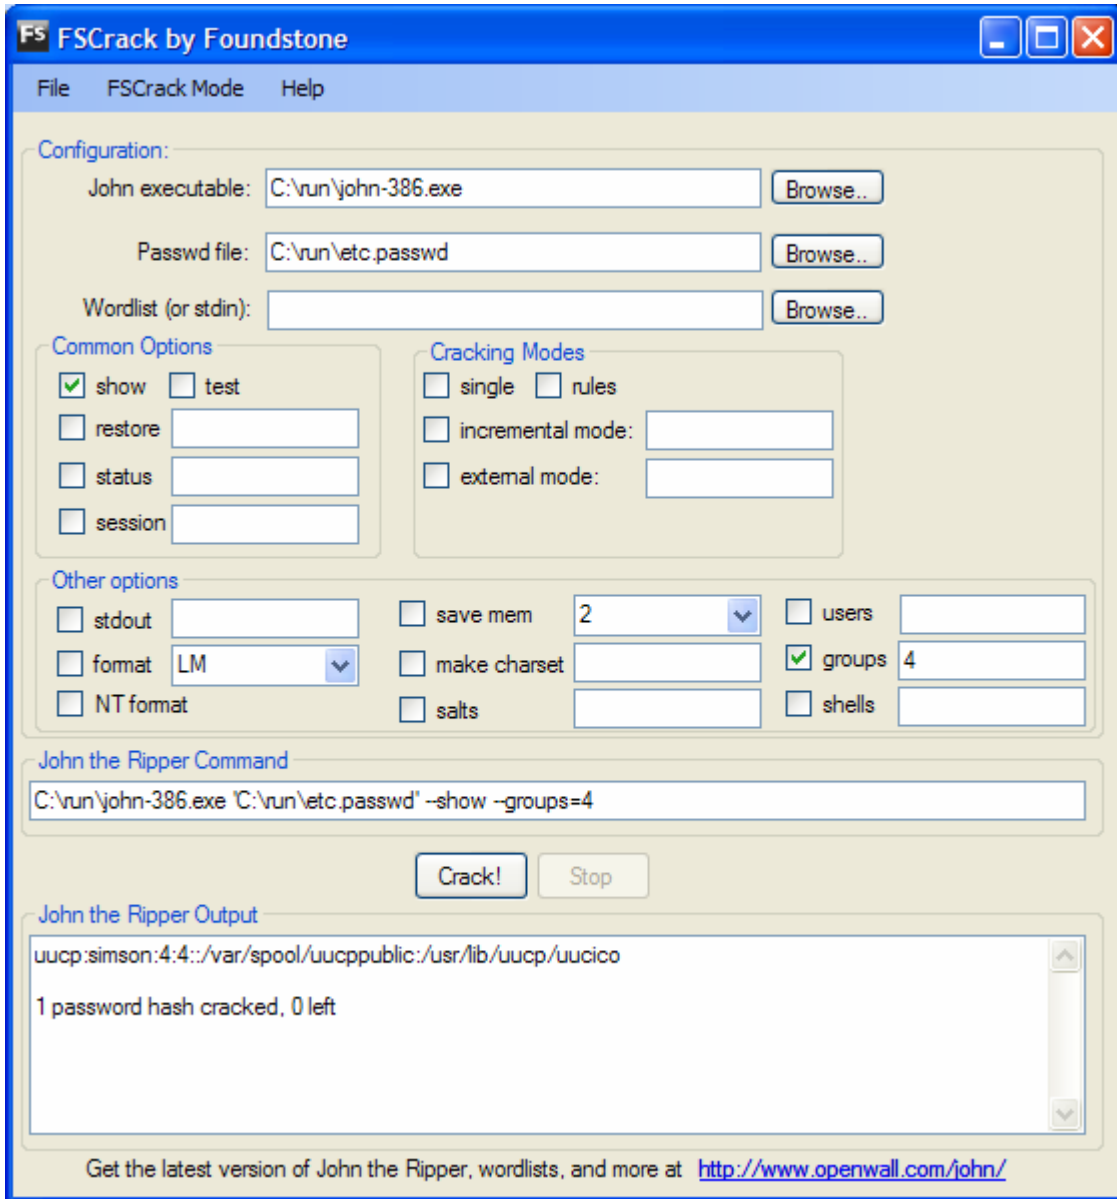 FS FSCrack by Foundstone
File FSCrack Mode Help
Configuration:
John executable: C:\run\john-386.exe Browse..
Passwd file: C:\run\etc.passwd Browse..
Wordlist (or stdin): Browse..
Common Options
show test
restore
status
session
Cracking Modes
single rules
incremental mode:
external mode:
Other options
stdout
format LM
NT format
save mem 2
make charset
salts
users
groups 4
shells
John the Ripper Command
C:\run\john-386.exe 'C:\run\etc.passwd' --show --groups=4
Crack! Stop
John the Ripper Output
uucp:simson:4:4::/var/spool/uucppublic:/usr/lib/uucp/uucico
1 password hash cracked, 0 left
Get the latest version of John the Ripper, wordlists, and more at http://www.openwall.com/john/